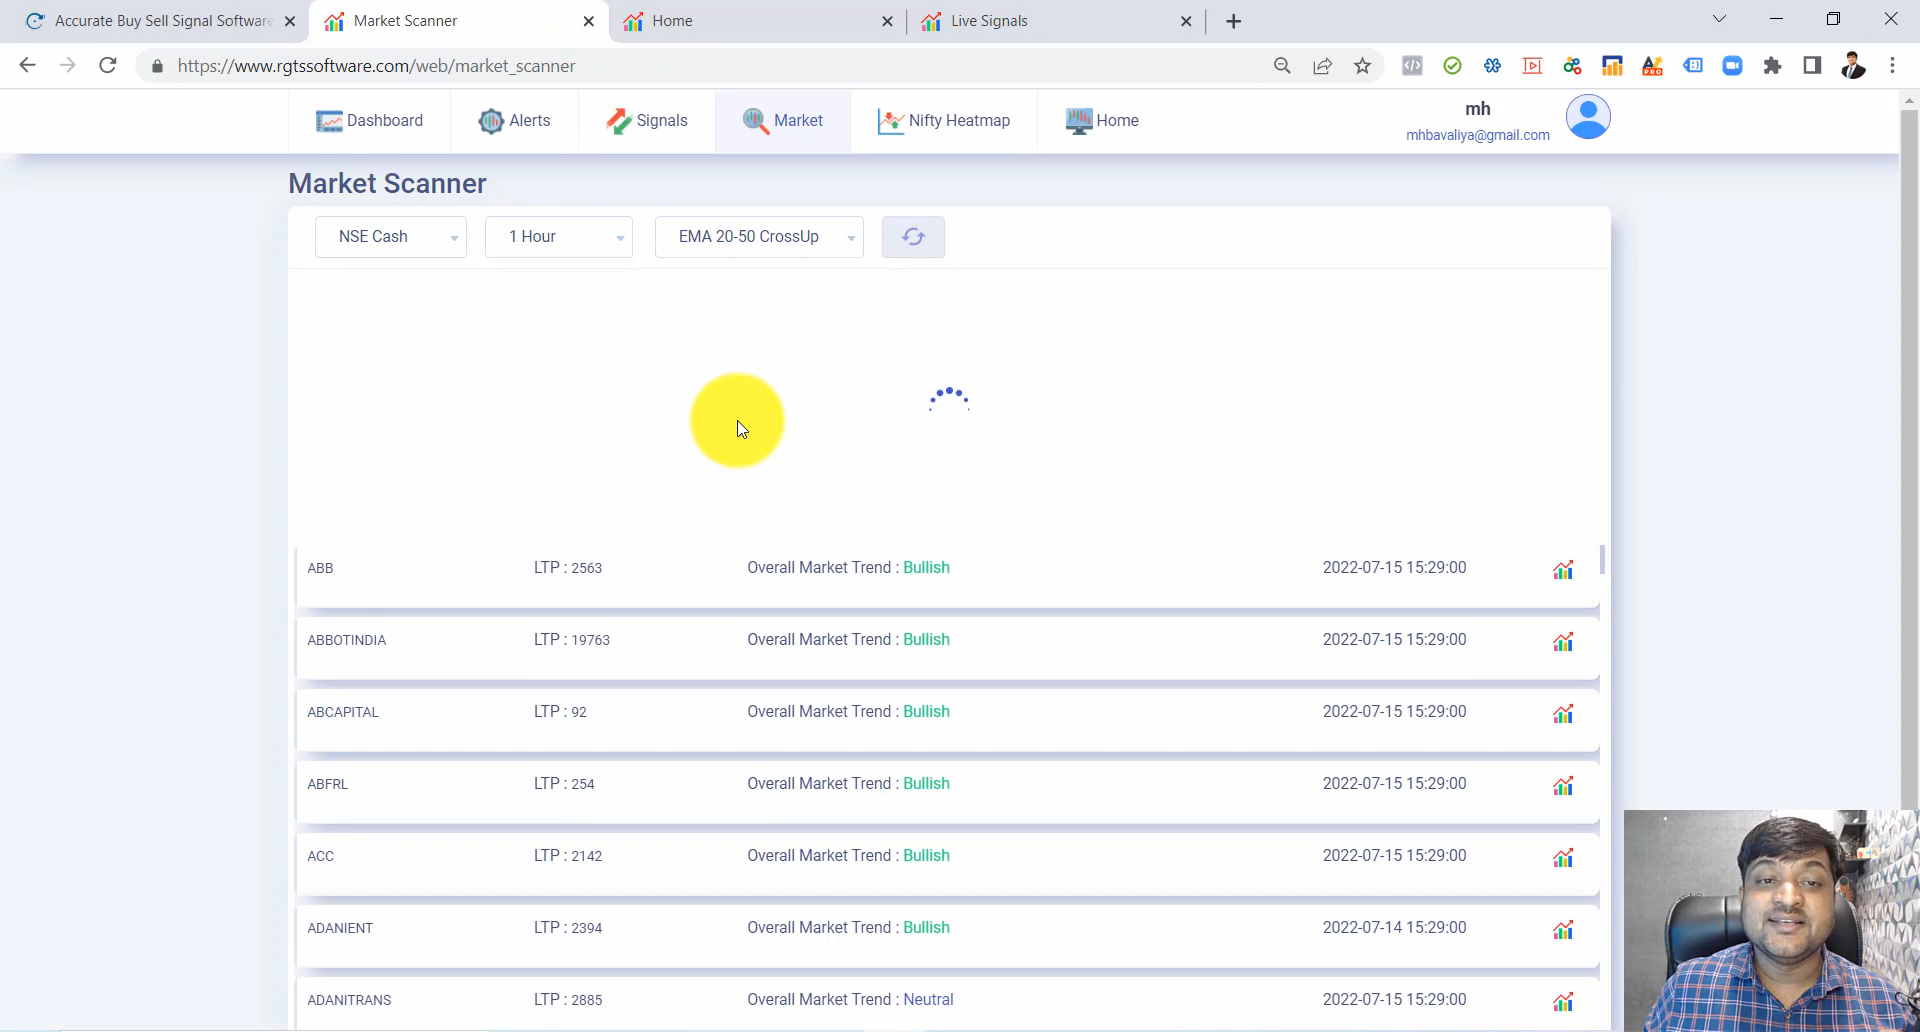 Accurate Buy Sell Signal Software
Market Scanner
Home
Live Signals
https://www.rgtssoftware.com/web/market_scanner
Dashboard
Alerts
Signals
Market
Nifty Heatmap
Home
mh
mhbavaliya@gmail.com
Market Scanner
NSE Cash
1 Hour
EMA 20-50 CrossUp
ABB LTP : 2563 Overall Market Trend : Bullish 2022-07-15 15:29:00
ABBOTINDIA LTP : 19763 Overall Market Trend : Bullish 2022-07-15 15:29:00
ABCAPITAL LTP : 92 Overall Market Trend : Bullish 2022-07-15 15:29:00
ABFRL LTP : 254 Overall Market Trend : Bullish 2022-07-15 15:29:00
ACC LTP : 2142 Overall Market Trend : Bullish 2022-07-15 15:29:00
ADANIENT LTP : 2394 Overall Market Trend : Bullish 2022-07-14 15:29:00
ADANITRANS LTP : 2885 Overall Market Trend : Neutral 2022-07-15 15:29:00